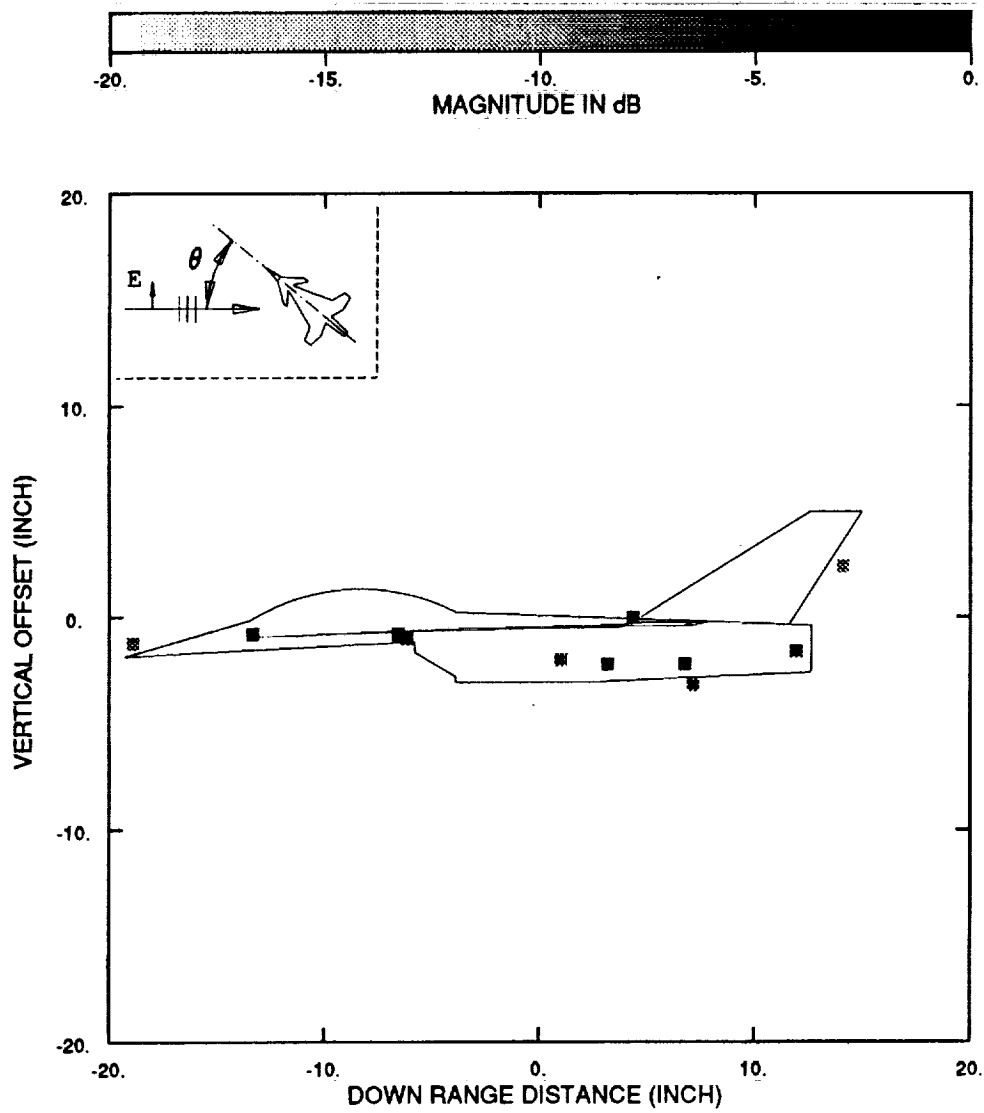 -20. -15. -10. -5. 0.
MAGNITUDE IN dB
20.
θ
E
10.
0.
-10.
-20.
VERTICAL OFFSET (INCH)
-20. -10. 0. 10. 20.
DOWN RANGE DISTANCE (INCH)